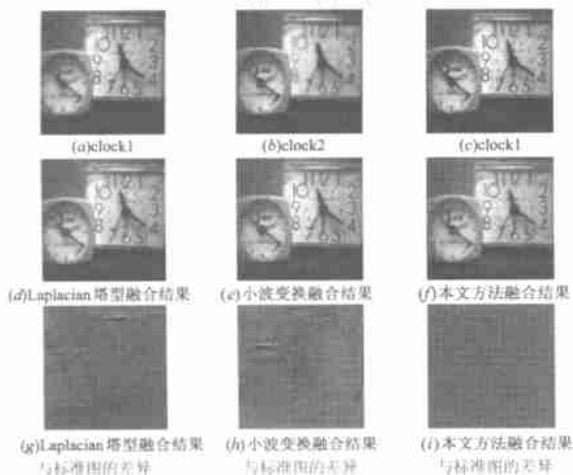 (a)clock1
(b)clock2
(c)clock1
(d)Laplacian塔型融合结果
(e)小波变换融合结果
(f)本文方法融合结果
(g)Laplacian塔型融合结果
与标准图的差异
(h)小波变换融合结果
与标准图的差异
(i)本文方法融合结果
与标准图的差异